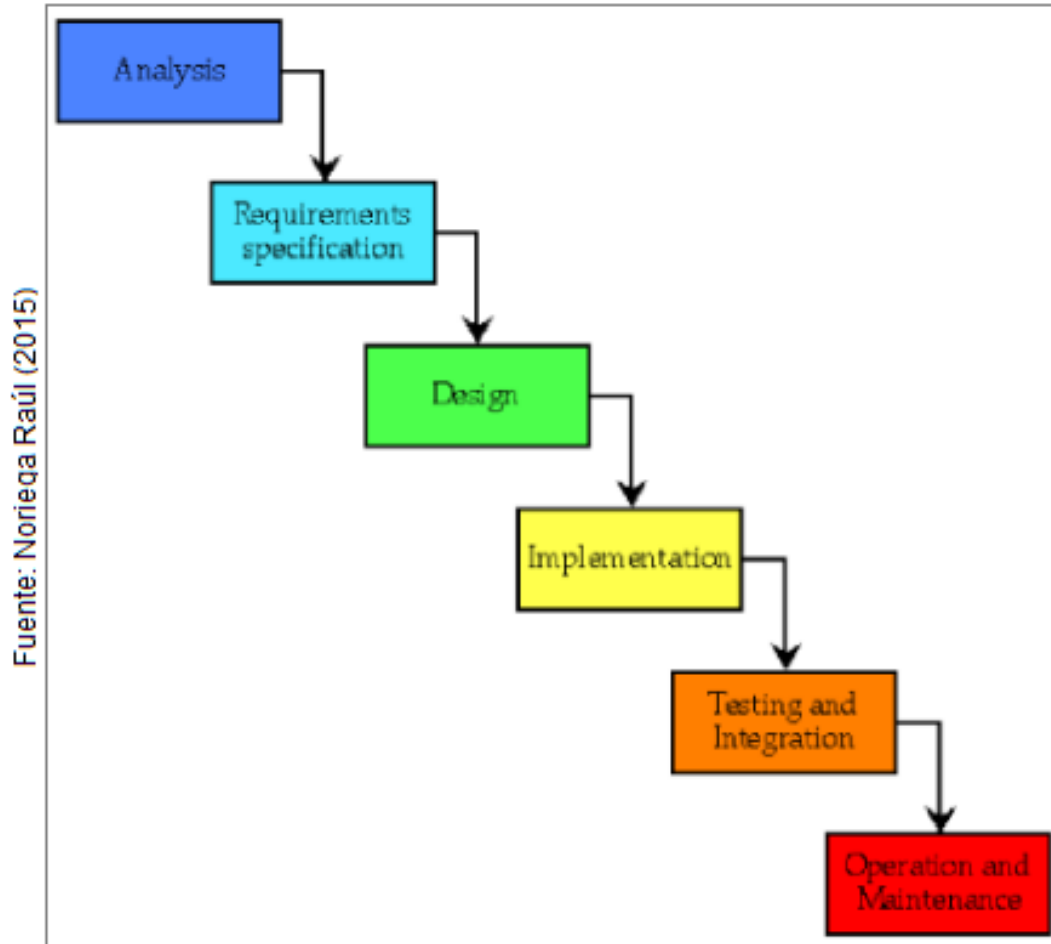 Analysis
Requirements
specification
Design
Implementation
Testing and
Integration
Operation and
Maintenance
Fuente: Noriega Raúl (2015)